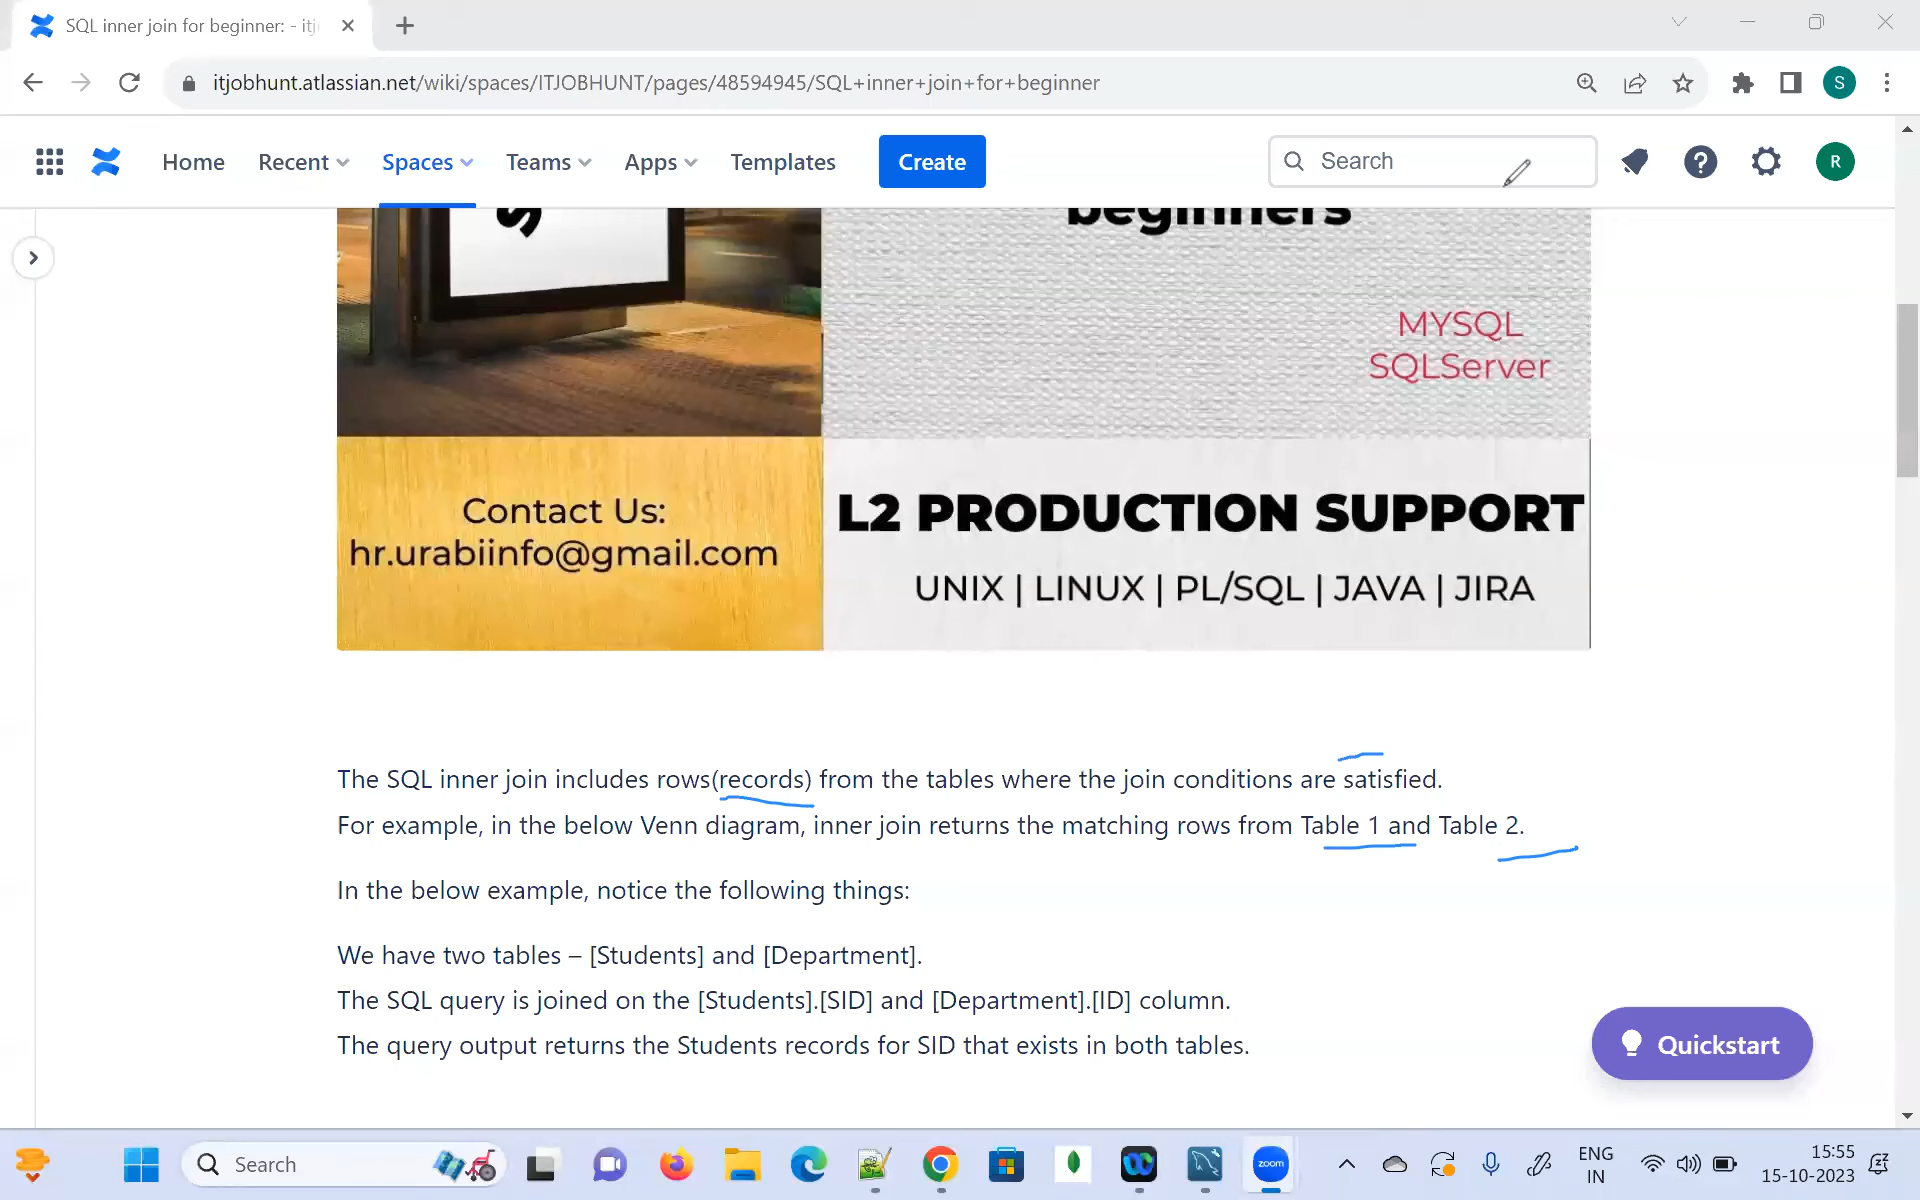 SQL inner join for beginner: - itj
itjobhunt.atlassian.net/wiki/spaces/ITJOBHUNT/pages/48594945/SQL+inner+join+for+beginner
S
Home Recent Spaces Teams Apps Templates Create Search R
S
beginners
MYSQL
SQLServer
Contact Us:
hr.urabiinfo@gmail.com
L2 PRODUCTION SUPPORT
UNIX | LINUX | PL/SQL | JAVA | JIRA
The SQL inner join includes rows(records) from the tables where the join conditions are satisfied.
For example, in the below Venn diagram, inner join returns the matching rows from Table 1 and Table 2.
In the below example, notice the following things:
We have two tables – [Students] and [Department].
The SQL query is joined on the [Students].[SID] and [Department].[ID] column.
The query output returns the Students records for SID that exists in both tables.
Quickstart
Search
zoom
ENG
IN
15:55
15-10-2023